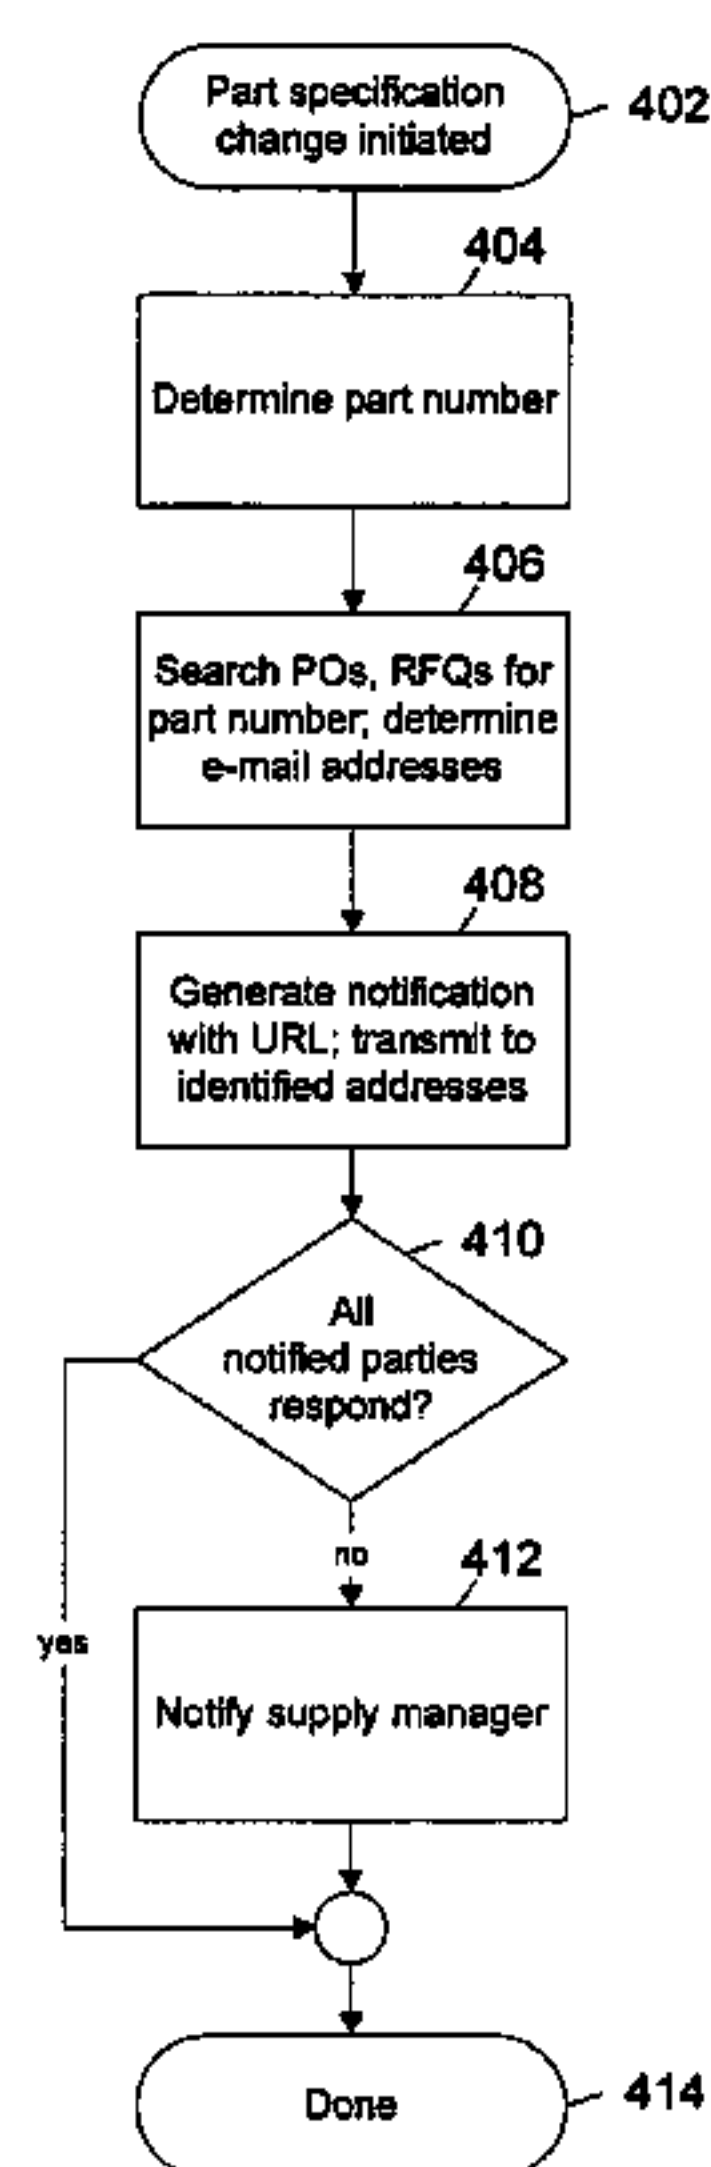 Part specification
change initiated
402
404
Determine part number
406
Search POs, RFQs for
part number; determine
e-mail addresses
408
Generate notification
with URL; transmit to
identified addresses
410
All
notified parties
respond?
no
412
yes
Notify supply manager
Done
414